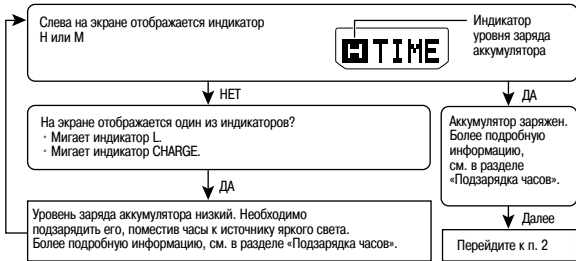 Слева на экране отображается индикатор
H или M
H TIME
Индикатор
уровня заряда
аккумулятора
НЕТ
ДА
На экране отображается один из индикаторов?
· Мигает индикатор L.
· Мигает индикатор CHARGE.
Аккумулятор заряжен.
Более подробную
информацию,
см. в разделе
«Подзарядка часов».
ДА
Уровень заряда аккумулятора низкий. Необходимо
подзарядить его, поместив часы к источнику яркого света.
Более подробную информацию, см. в разделе «Подзарядка часов».
Далее
Перейдите к п. 2